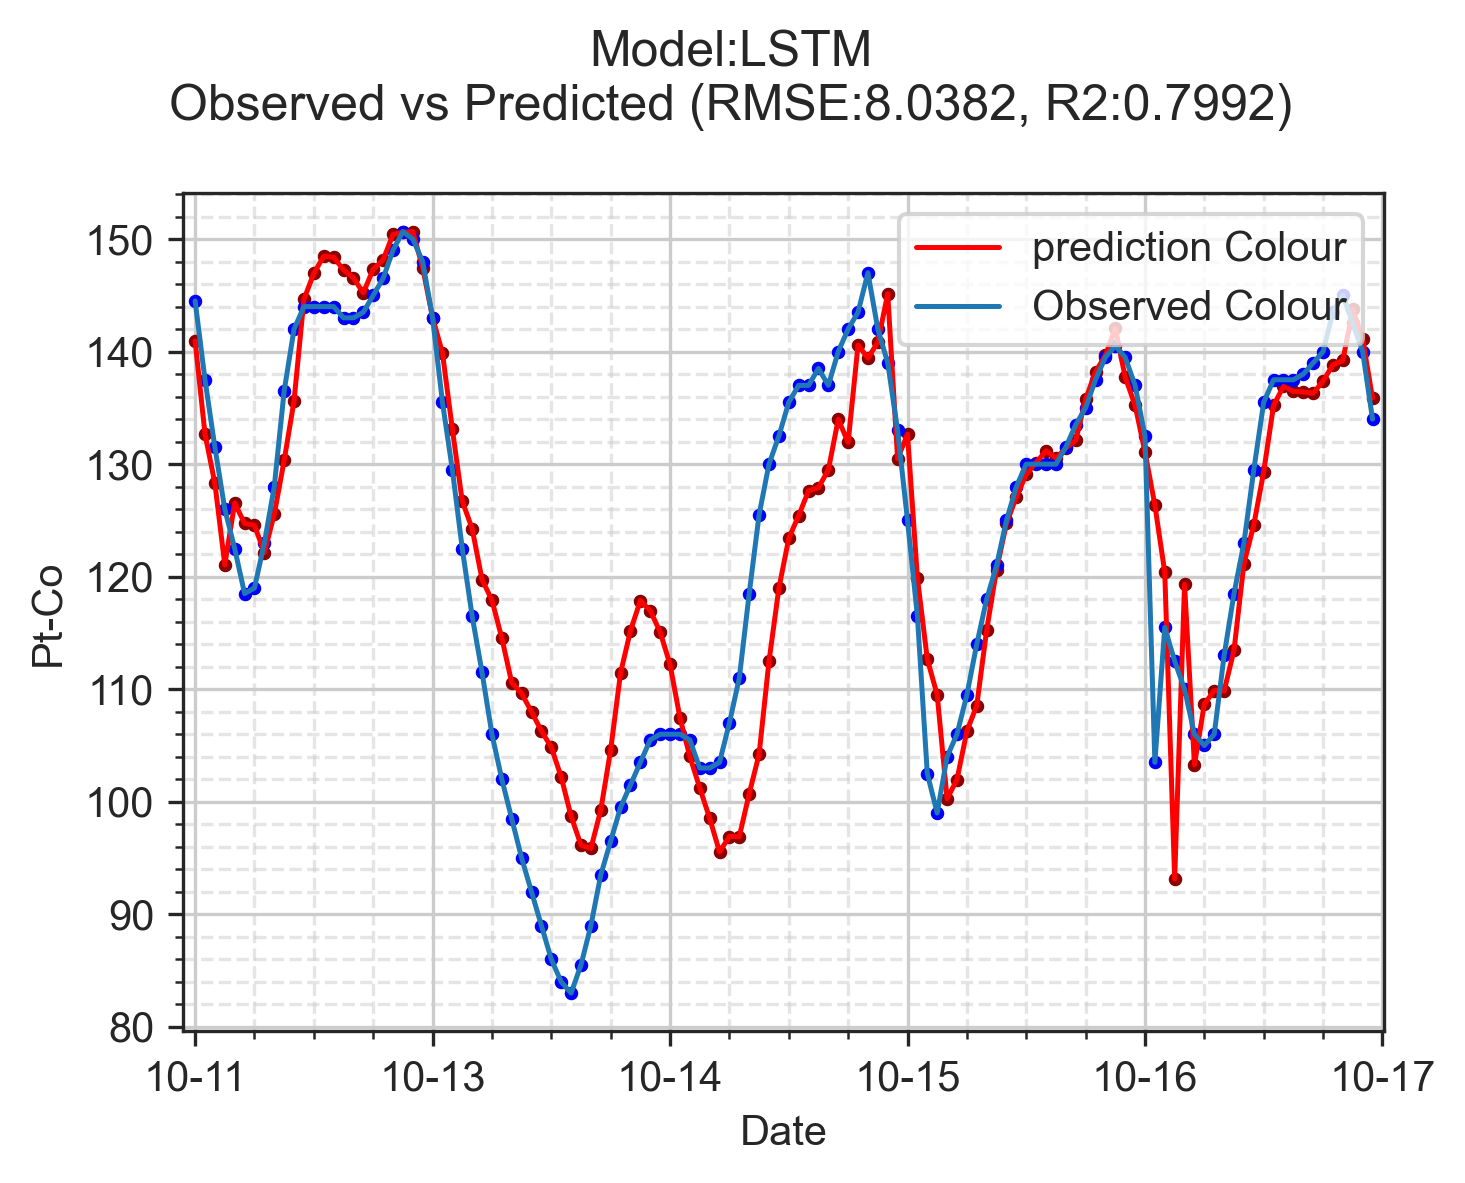 Model:LSTM
Observed vs Predicted (RMSE:8.0382, R2:0.7992)
prediction Colour
Observed Colour
150
140
130
120
110
100
90
80
Pt-Co
10-11 10-13 10-14 10-15 10-16 10-17
Date